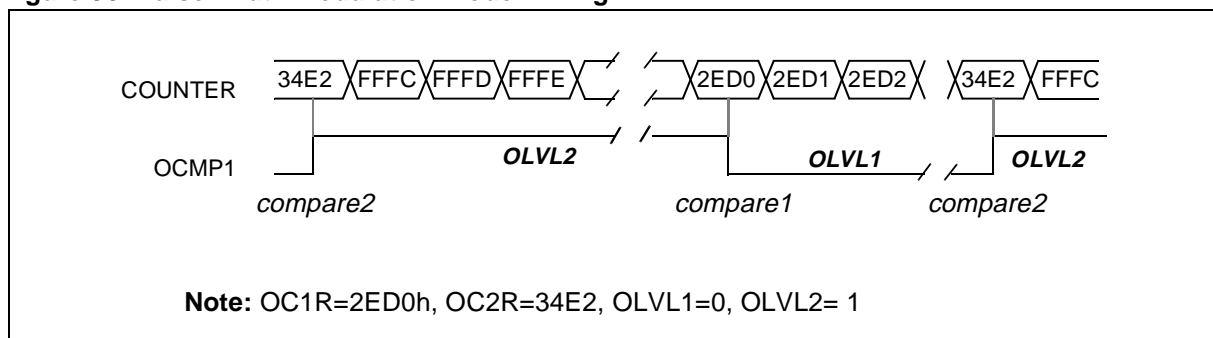 COUNTER 34E2 FFFC FFFD FFFE 2ED0 2ED1 2ED2 34E2 FFFC
OCMP1 OLVL2 OLVL1 OLVL2
compare2 compare1 compare2
Note: OC1R=2ED0h, OC2R=34E2, OLVL1=0, OLVL2= 1